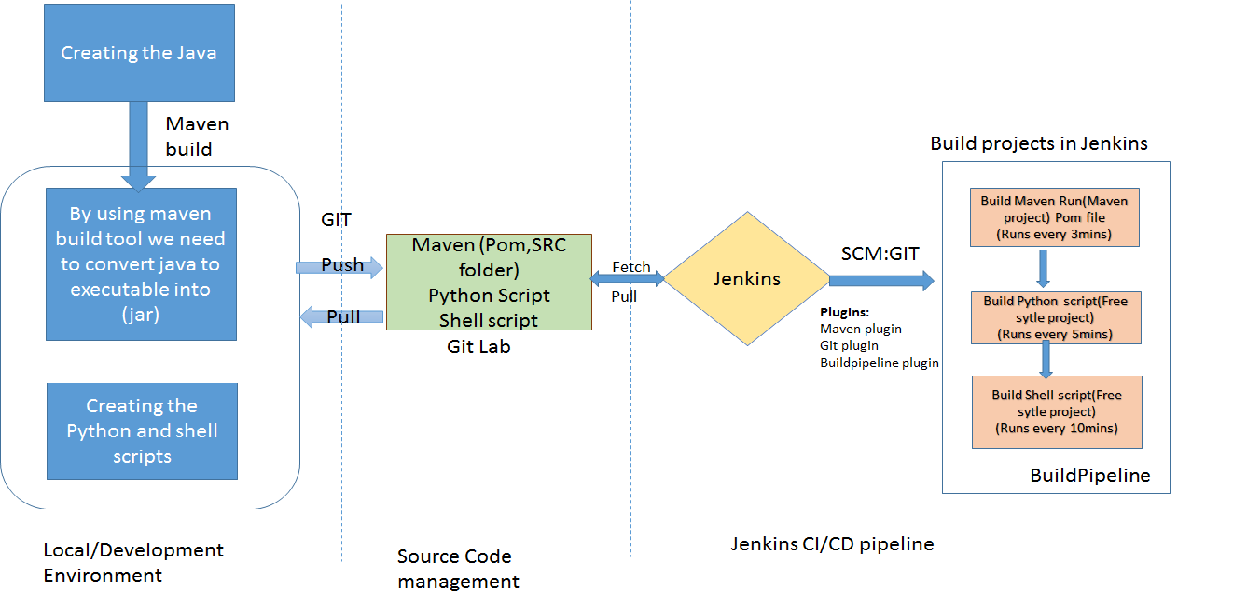 Creating the Java
Maven
build
By using maven
build tool we need
to convert java to
executable into
(jar)
Creating the
Python and shell
scripts
Local/Development
Environment
GIT
Push
Pull
Maven (Pom,SRC
folder)
Python Script
Shell script
Git Lab
Source Code
management
Fetch
Pull
Jenkins
SCM:GIT
Plugins:
Maven plugin
Git plugin
Buildpipeline plugin
Jenkins CI/CD pipeline
Build projects in Jenkins
Build Maven Run(Maven
project) Pom file
(Runs every 3mins)
Build Python script(Free
sytle project)
(Runs every 5mins)
Build Shell script(Free
sytle project)
(Runs every 10mins)
BuildPipeline